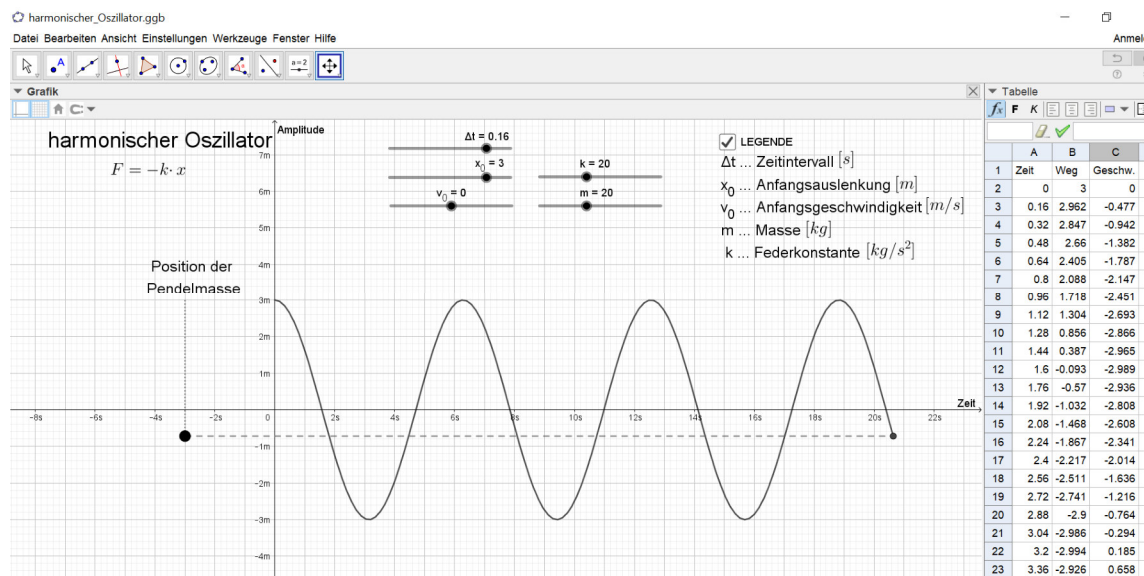 harmonischer_Oszillator.ggb
Datei Bearbeiten Ansicht Einstellungen Werkzeuge Fenster Hilfe
Anmel
a=2
Grafik
Tabelle
harmonischer Oszillator
F = −k· x
Amplitude
Δt = 0.16
x0 = 3
v0 = 0
k = 20
m = 20
LEGENDE
Δt ... Zeitintervall [s]
x0 ... Anfangsauslenkung [m]
v0 ... Anfangsgeschwindigkeit [m/s]
m ... Masse [kg]
k ... Federkonstante [kg/s²]
Position der
Pendelmasse
7m
6m
5m
4m
3m
2m
1m
0
−1m
−2m
−3m
−4m
−8s −6s −4s −2s 2s 4s 6s 8s 10s 12s 14s 16s 18s 20s 22s
Zeit
fx F K
A B C
1 Zeit Weg Geschw.
2 0 3 0
3 0.16 2.962 -0.477
4 0.32 2.847 -0.942
5 0.48 2.66 -1.382
6 0.64 2.405 -1.787
7 0.8 2.088 -2.147
8 0.96 1.718 -2.451
9 1.12 1.304 -2.693
10 1.28 0.856 -2.866
11 1.44 0.387 -2.965
12 1.6 -0.093 -2.989
13 1.76 -0.57 -2.936
14 1.92 -1.032 -2.808
15 2.08 -1.468 -2.608
16 2.24 -1.867 -2.341
17 2.4 -2.217 -2.014
18 2.56 -2.511 -1.636
19 2.72 -2.741 -1.216
20 2.88 -2.9 -0.764
21 3.04 -2.986 -0.294
22 3.2 -2.994 0.185
23 3.36 -2.926 0.658